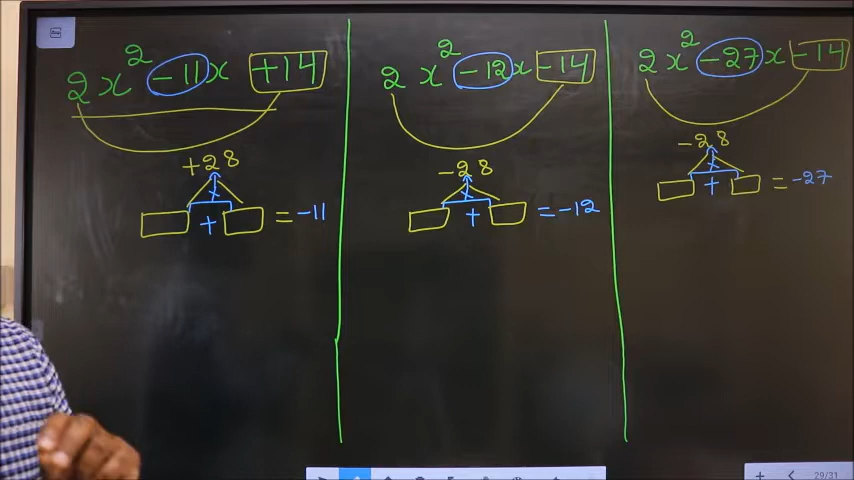 2x² -11x +14
+28
×
+ = -11
2x² -12x -14
-28
×
+ = -12
2x² -27x -14
-28
×
+ = -27
29/31